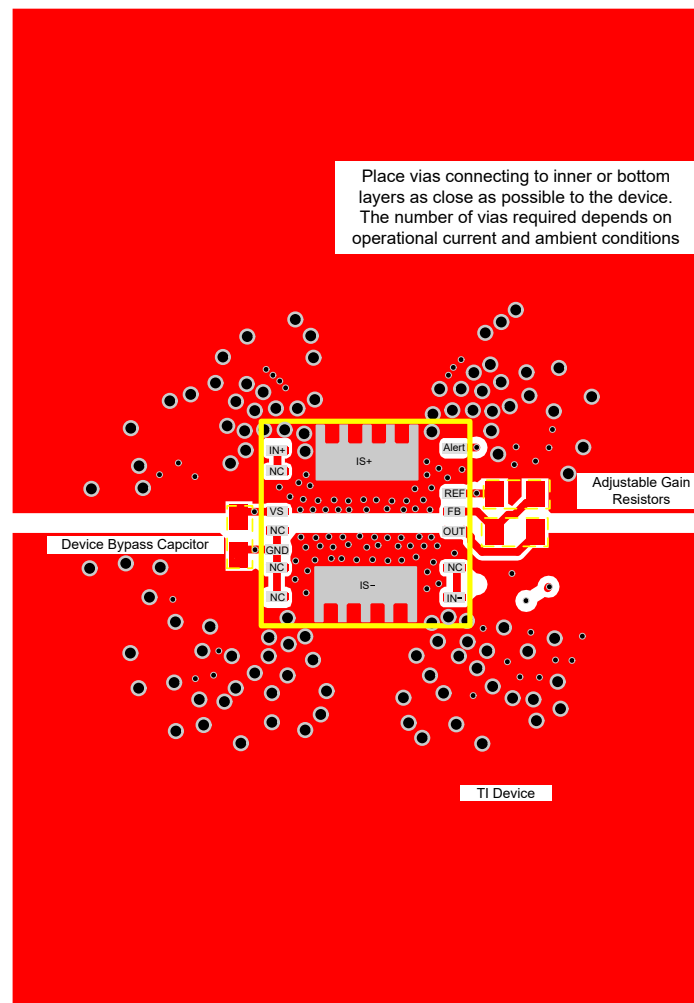 Place vias connecting to inner or bottom
layers as close as possible to the device.
The number of vias required depends on
operational current and ambient conditions
IN+
NC
IS+
Alert
REF
Adjustable Gain
Resistors
VS
FB
NC
OUT
Device Bypass Capcitor
GND
NC
NC
IS−
NC
IN−
TI Device